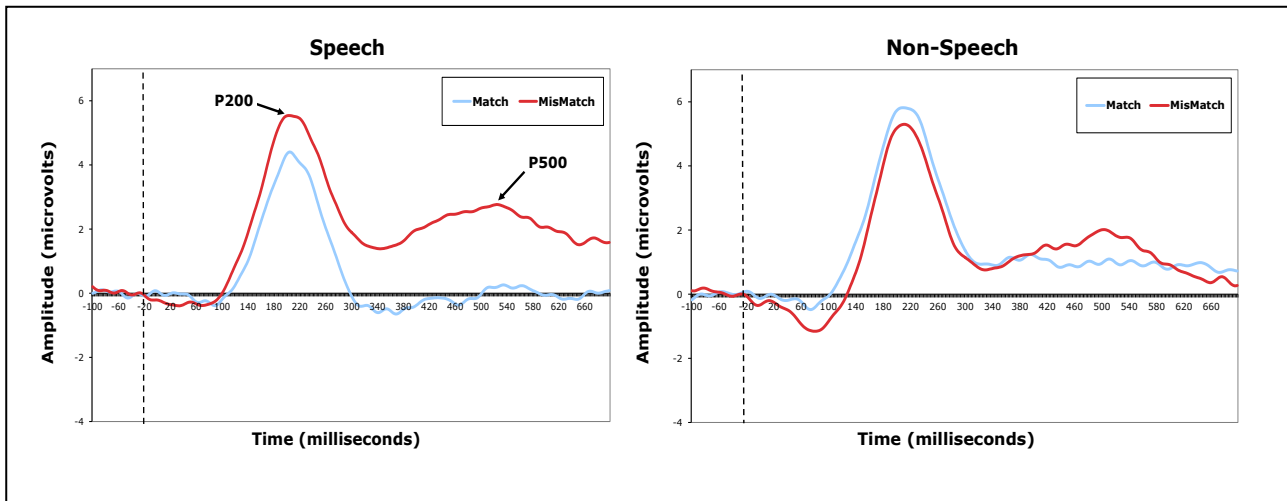 Speech
Match MisMatch
P200
P500
Amplitude (microvolts)
6
4
2
0
-2
-4
-100 -60 -20 20 60 100 140 180 220 260 300 340 380 420 460 500 540 580 620 660
Time (milliseconds)
Non-Speech
Match MisMatch
Amplitude (microvolts)
6
4
2
0
-2
-4
-100 -60 -20 20 60 100 140 180 220 260 300 340 380 420 460 500 540 580 620 660
Time (milliseconds)